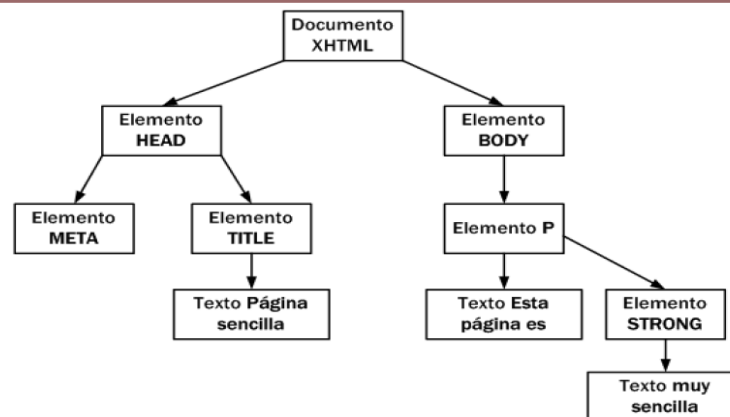 Documento
XHTML
Elemento
HEAD
Elemento
BODY
Elemento
META
Elemento
TITLE
Elemento P
Texto Página
sencilla
Texto Esta
página es
Elemento
STRONG
Texto muy
sencilla